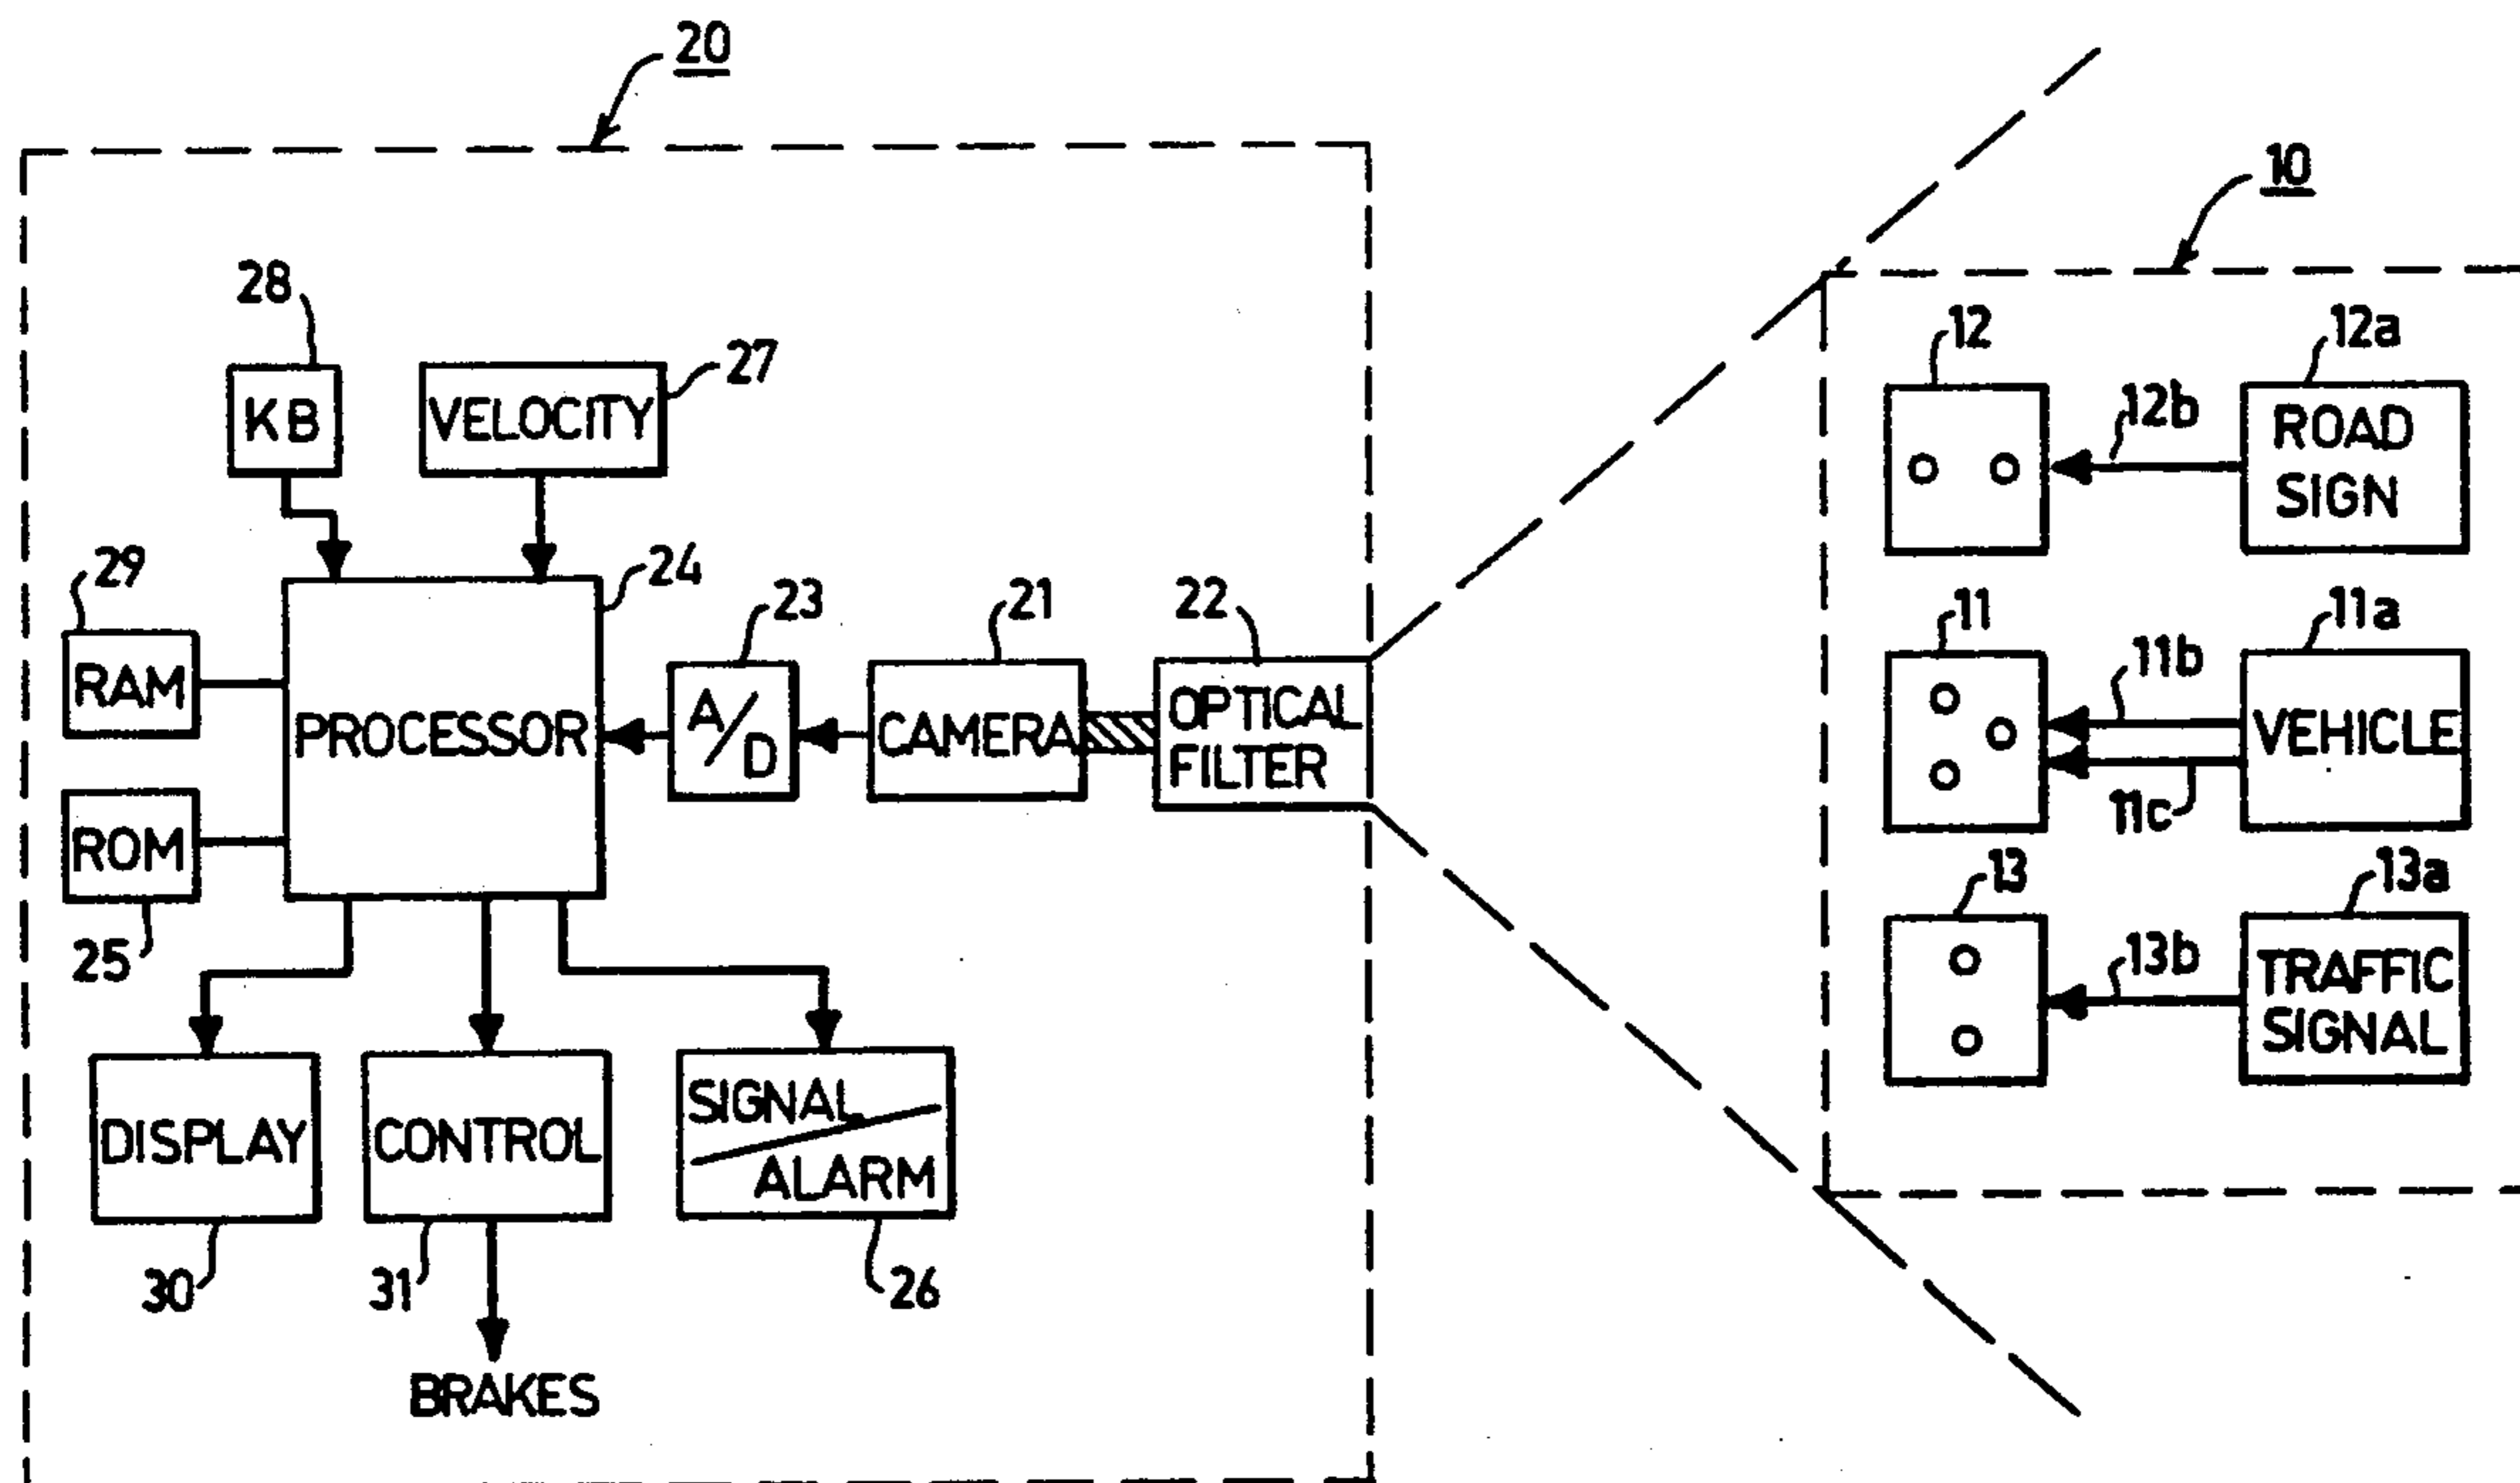 20
10
28
27
KB
VELOCITY
12
12a
12b
ROAD
SIGN
29
24
23
21
22
11
11a
11b
RAM
PROCESSOR
A/D
CAMERA
OPTICAL
FILTER
VEHICLE
11c
ROM
25
13
13a
13b
TRAFFIC
SIGNAL
DISPLAY
CONTROL
SIGNAL
ALARM
30
31
26
BRAKES